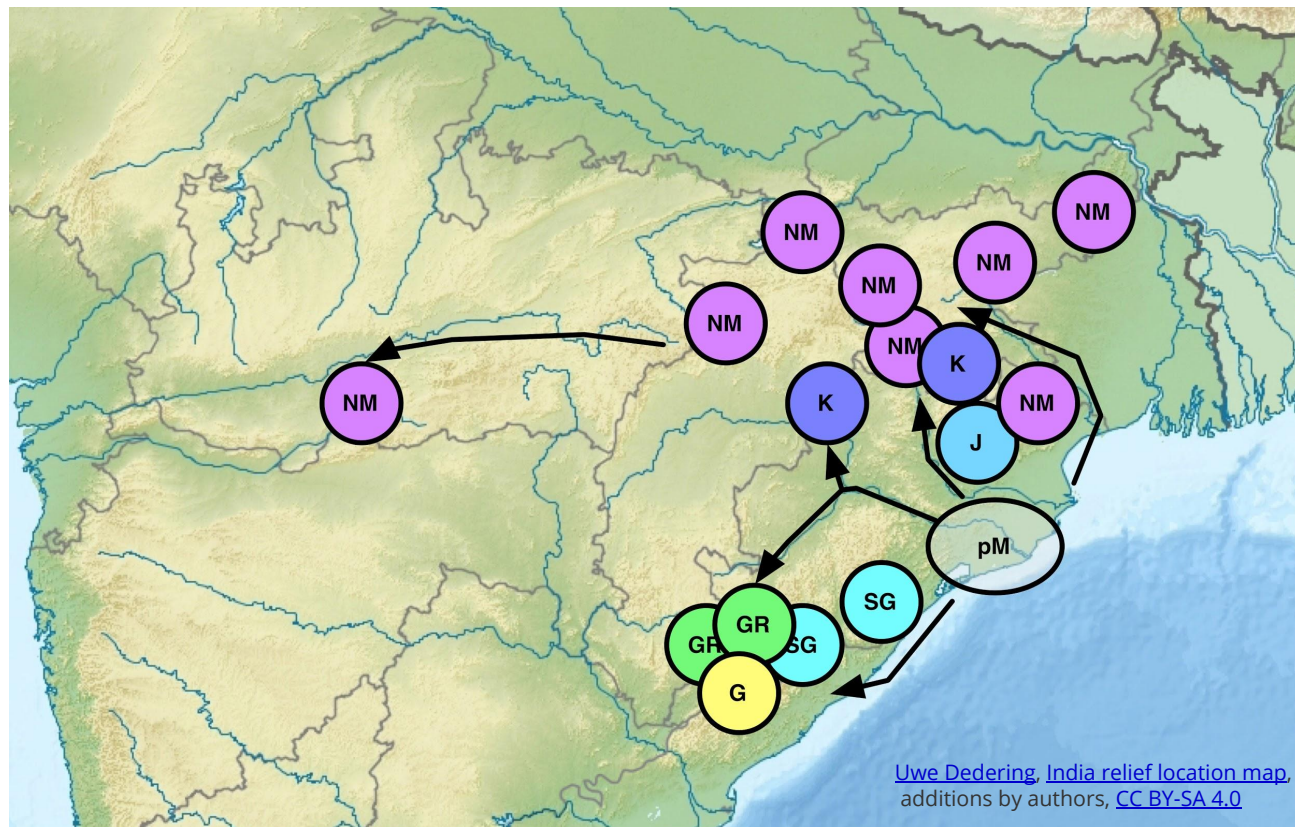 NM
NM
NM
NM
NM
NM
K
NM
K
NM
J
pM
SG
GR
GR
SG
G
Uwe Dedering, India relief location map,
additions by authors, CC BY-SA 4.0